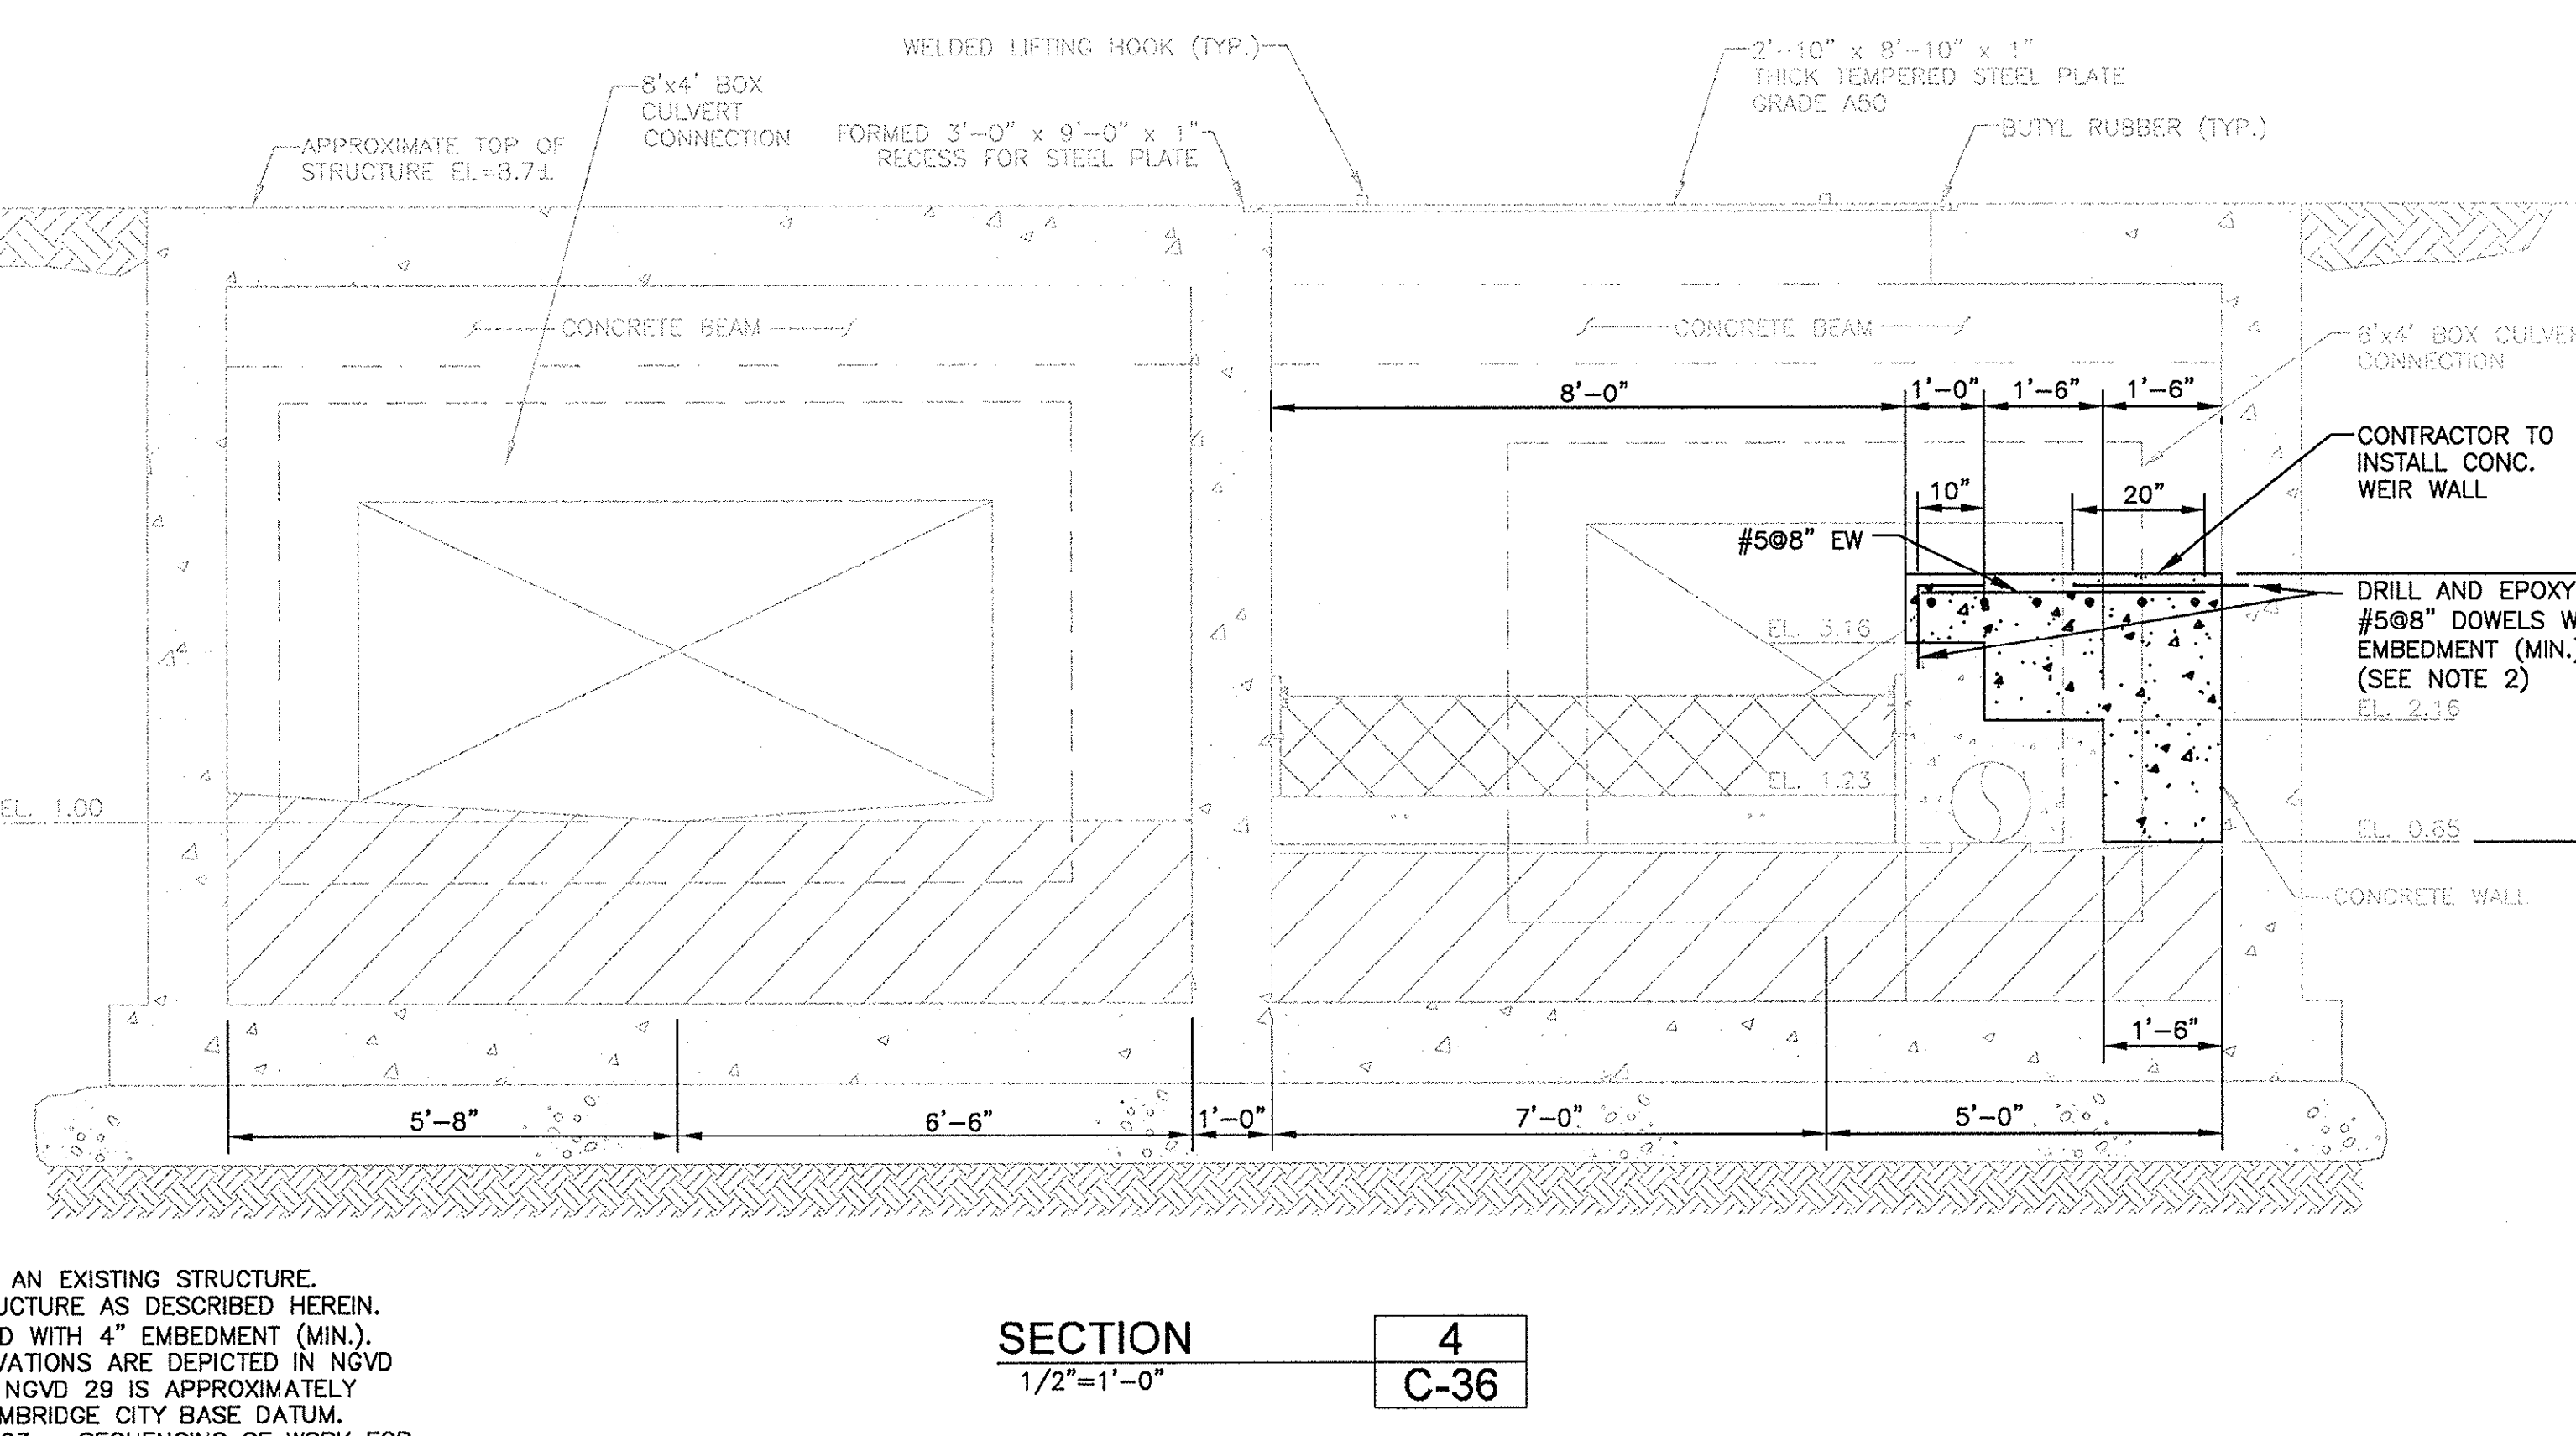 WELDED LIFTING HOOK (TYP.)
2'-10" x 8'-10" x 1"
THICK TEMPERED STEEL PLATE
GRADE A50
8'x4' BOX
CULVERT
CONNECTION
FORMED 3'-0" x 9'-0" x 1"
RECESS FOR STEEL PLATE
BUTYL RUBBER (TYP.)
APPROXIMATE TOP OF
STRUCTURE EL=8.7±
CONCRETE BEAM
CONCRETE BEAM
6'x4' BOX
CONNECTION
8'-0"
1'-0"
1'-6"
1'-6"
CONTRACTOR TO
INSTALL CONC.
WEIR WALL
10"
20"
#5@8" EW
DRILL AND EPOXY
#5@8" DOWELS
EMBEDMENT (MIN.)
(SEE NOTE 2)
EL. 3.16
EL. 2.16
EL. 1.23
EL. 1.00
EL. 0.65
CONCRETE WALL
1'-6"
5'-8"
6'-6"
1'-0"
7'-0"
5'-0"
AN EXISTING STRUCTURE.
UCTURE AS DESCRIBED HEREIN.
D WITH 4" EMBEDMENT (MIN.).
VATIONS ARE DEPICTED IN NGVD
NGVD 29 IS APPROXIMATELY
MBRIDGE CITY BASE DATUM.
SEQUENCING OF WORK FOR
SECTION
1/2"=1'-0"
4
C-36